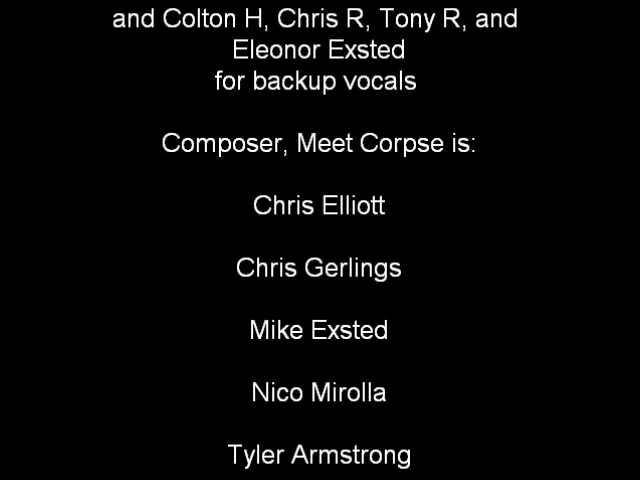 and Colton H, Chris R, Tony R, and
Eleonor Exsted
for backup vocals
Composer, Meet Corpse is:
Chris Elliott
Chris Gerlings
Mike Exsted
Nico Mirolla
Tyler Armstrong